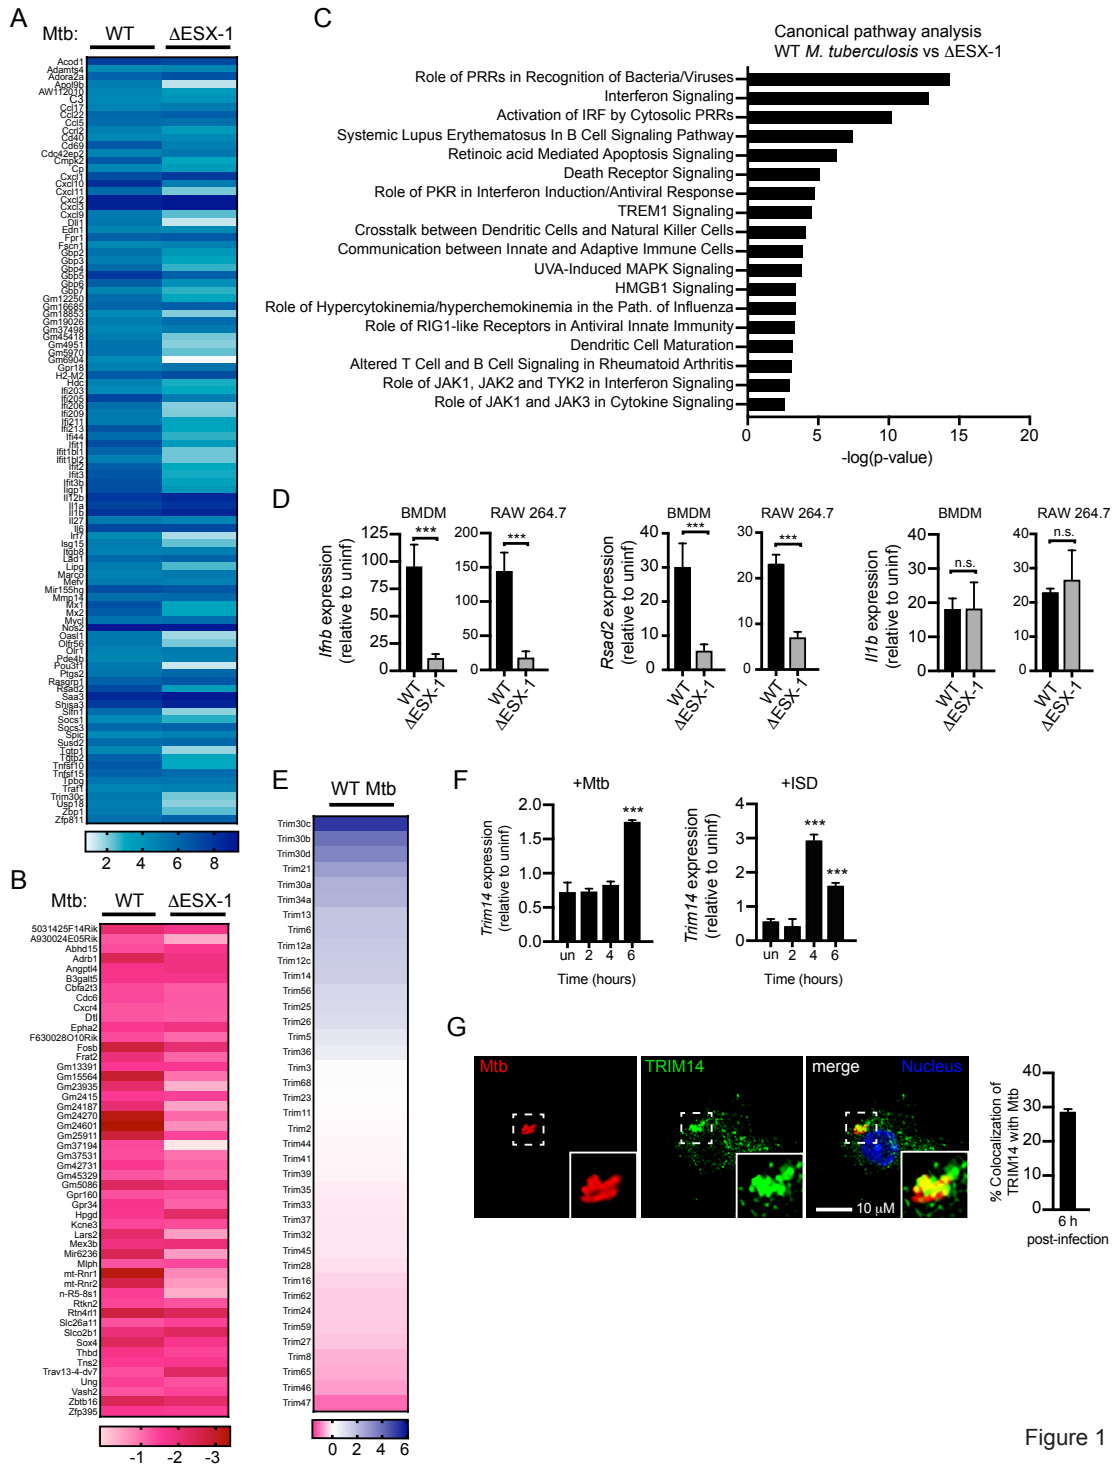 A
Mtb: WT ΔESX-1
Acod1
Adamts4
Adora2a
Apol9b
AW112010
C3
Ccl17
Ccl22
Ccl5
Ccrl2
Cd40
Cd69
Cdc42ep2
Cmpk2
Cp
Cxcl1
Cxcl10
Cxcl11
Cxcl2
Cxcl3
Cxcl9
Dll1
Edn1
Fpr1
Fscn1
Gbp2
Gbp3
Gbp4
Gbp5
Gbp6
Gbp7
Gm12250
Gm16685
Gm18853
Gm19026
Gm37498
Gm45418
Gm4951
Gm5970
Gm6904
Gpr18
H2-M2
Hdc
Ifi203
Ifi205
Ifi206
Ifi209
Ifi211
Ifi213
Ifi44
Ifit1
Ifit1bl1
Ifit1bl2
Ifit2
Ifit3
Ifit3b
Iigp1
Il12b
Il1a
Il1b
Il27
Il6
Irf7
Isg15
Itgb8
Lad1
Lipg
Marco
Mefv
Mir155hg
Mmp14
Mx1
Mx2
Mycl
Nos2
Oasl1
Olfr56
Olr1
Pde4b
Pou3f1
Ptgs2
Rasgrp1
Rsad2
Saa3
Shisa3
Slfn1
Socs1
Socs3
Spic
Susd2
Tgtp1
Tgtp2
Tnfsf10
Tnfsf15
Tpbg
Traf1
Trim30c
Usp18
Zbp1
Zfp811
2 4 6 8
B
Mtb: WT ΔESX-1
5031425F14Rik
A930024E05Rik
Abhd15
Adrb1
Angptl4
B3galt5
Cbfa2t3
Cdc6
Cxcr4
Dtl
Epha2
F630028O10Rik
Fosb
Frat2
Gm13391
Gm15564
Gm23935
Gm2415
Gm24187
Gm24270
Gm24601
Gm25911
Gm37194
Gm37531
Gm42731
Gm45329
Gm5086
Gpr160
Gpr34
Hpgd
Kcne3
Lars2
Mex3b
Mir6236
Mlph
mt-Rnr1
mt-Rnr2
n-R5-8s1
Rtkn2
Rtn4rl1
Slc26a11
Slco2b1
Sox4
Thbd
Tns2
Trav13-4-dv7
Ung
Vash2
Zbtb16
Zfp395
-1 -2 -3
C
Canonical pathway analysis
WT M. tuberculosis vs ΔESX-1
Role of PRRs in Recognition of Bacteria/Viruses
Interferon Signaling
Activation of IRF by Cytosolic PRRs
Systemic Lupus Erythematosus In B Cell Signaling Pathway
Retinoic acid Mediated Apoptosis Signaling
Death Receptor Signaling
Role of PKR in Interferon Induction/Antiviral Response
TREM1 Signaling
Crosstalk between Dendritic Cells and Natural Killer Cells
Communication between Innate and Adaptive Immune Cells
UVA-Induced MAPK Signaling
HMGB1 Signaling
Role of Hypercytokinemia/hyperchenokinemia in the Path. of Influenza
Role of RIG1-like Receptors in Antiviral Innate Immunity
Dendritic Cell Maturation
Altered T Cell and B Cell Signaling in Rheumatoid Arthritis
Role of JAK1, JAK2 and TYK2 in Interferon Signaling
Role of JAK1 and JAK3 in Cytokine Signaling
0 5 10 15 20
-log(p-value)
D
Ifnb expression
(relative to uninf)
BMDM
125
100
75
50
25
0
***
WT
ΔESX-1
RAW 264.7
200
150
100
50
0
***
WT
ΔESX-1
Rsad2 expression
(relative to uninf)
BMDM
40
30
20
10
0
***
WT
ΔESX-1
RAW 264.7
30
20
10
0
***
WT
ΔESX-1
Il1b expression
(relative to uninf)
BMDM
40
30
20
10
0
n.s.
WT
ΔESX-1
RAW 264.7
40
30
20
10
0
n.s.
WT
ΔESX-1
E
WT Mtb
Trim30c
Trim30b
Trim30d
Trim21
Trim30a
Trim34a
Trim13
Trim6
Trim12a
Trim12c
Trim14
Trim56
Trim25
Trim26
Trim5
Trim36
Trim3
Trim68
Trim23
Trim11
Trim2
Trim44
Trim41
Trim39
Trim35
Trim33
Trim37
Trim32
Trim45
Trim28
Trim16
Trim62
Trim24
Trim59
Trim27
Trim8
Trim65
Trim46
Trim47
0 2 4 6
F
+Mtb
Trim14 expression
(relative to uninf)
2.0
1.5
1.0
0.5
0.0
***
un 2 4 6
Time (hours)
+ISD
Trim14 expression
(relative to uninf)
4
3
2
1
0
***
***
un 2 4 6
Time (hours)
G
Mtb
TRIM14
merge Nucleus
10 μM
% Colocalization of
TRIM14 with Mtb
40
30
20
10
0
6 h
post-infection
Figure 1